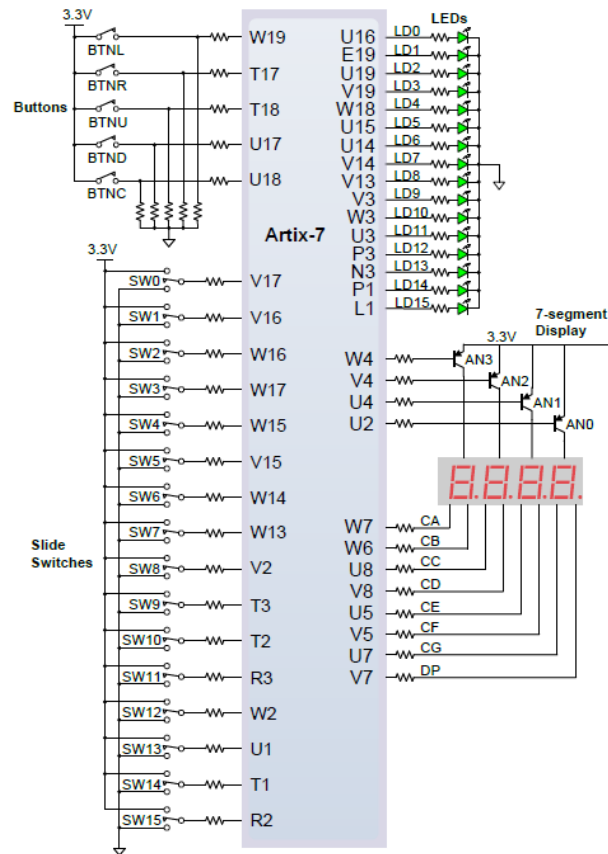 3.3V
BTNL
BTNR
BTNU
BTND
BTNC
Buttons
W19
T17
T18
U17
U18
Artix-7
LEDs
U16 LD0
E19 LD1
U19 LD2
V19 LD3
W18 LD4
U15 LD5
U14 LD6
V14 LD7
V13 LD8
V3 LD9
W3 LD10
U3 LD11
P3 LD12
N3 LD13
P1 LD14
L1 LD15
3.3V
SW0 V17
SW1 V16
SW2 W16
SW3 W17
SW4 W15
SW5 V15
SW6 W14
SW7 W13
SW8 V2
SW9 T3
SW10 T2
SW11 R3
SW12 W2
SW13 U1
SW14 T1
SW15 R2
Slide
Switches
7-segment
Display
3.3V
W4 AN3
V4 AN2
U4 AN1
U2 AN0
8.8.8.8.
W7 CA
W6 CB
U8 CC
V8 CD
U5 CE
V5 CF
U7 CG
V7 DP